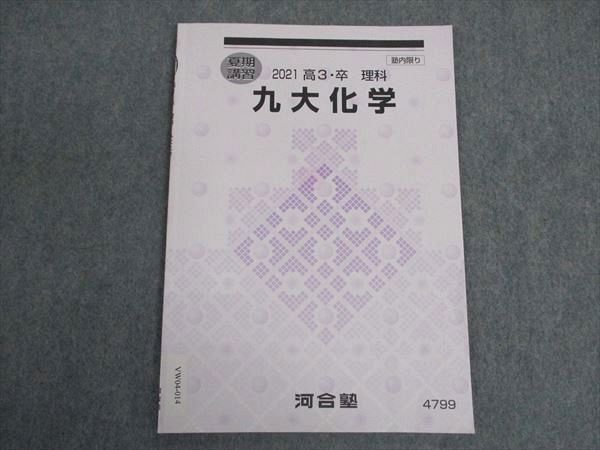 夏期
講習
塾内限り
2021 高3・卒 理科
九大化学
VW04-014
河合塾
4799